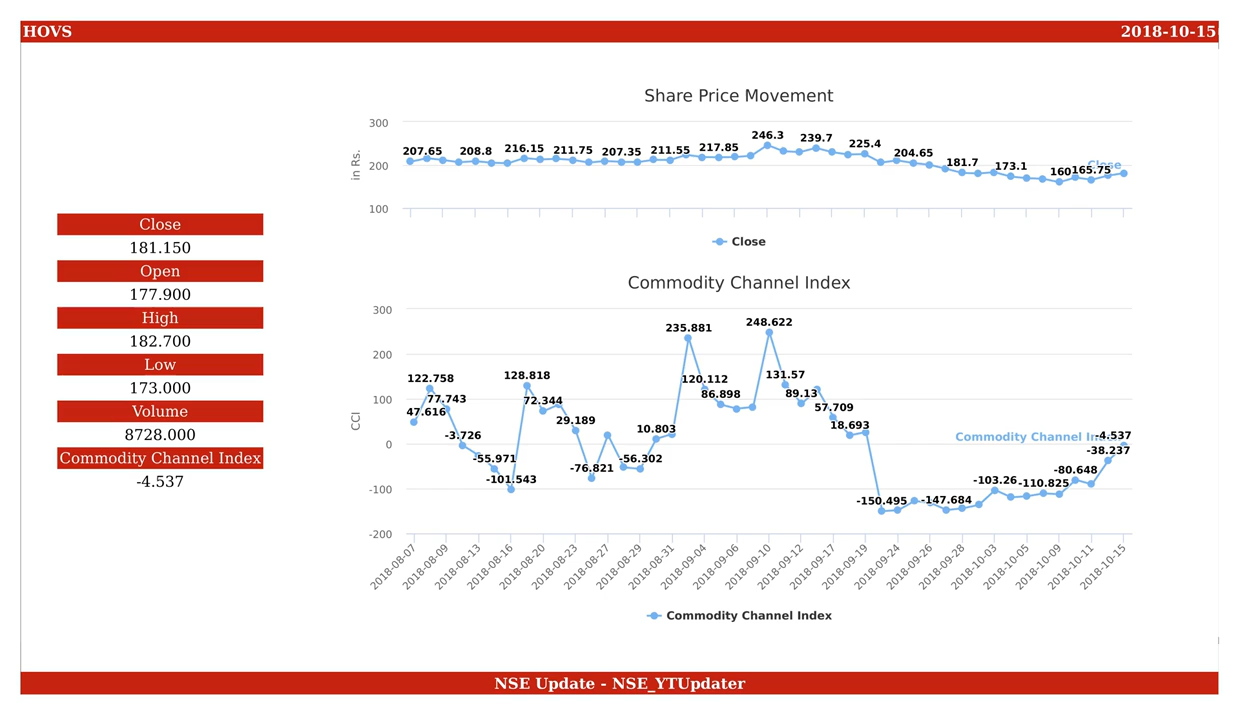 HOVS 2018-10-15
Share Price Movement
in Rs.
300
200
100
207.65 208.8 216.15 211.75 207.35 211.55 217.85 246.3 239.7 225.4 204.65 181.7 173.1 160 165.75
Close
Close
Close
181.150
Open
177.900
High
182.700
Low
173.000
Volume
8728.000
Commodity Channel Index
-4.537
Commodity Channel Index
CCI
300
200
100
0
-100
-200
47.616 122.758 77.743 -3.726 -55.971 -101.543 128.818 72.344 29.189 -76.821 -56.302 10.803 235.881 120.112 86.898 248.622 131.57 89.13 57.709 18.693 -150.495 -147.684 -103.26 -110.825 -80.648 -38.237 -4.537
2018-08-07 2018-08-09 2018-08-13 2018-08-16 2018-08-20 2018-08-23 2018-08-27 2018-08-29 2018-08-31 2018-09-04 2018-09-06 2018-09-10 2018-09-12 2018-09-17 2018-09-19 2018-09-24 2018-09-26 2018-09-28 2018-10-03 2018-10-05 2018-10-09 2018-10-11 2018-10-15
Commodity Channel Index
NSE Update - NSE_YTUpdater